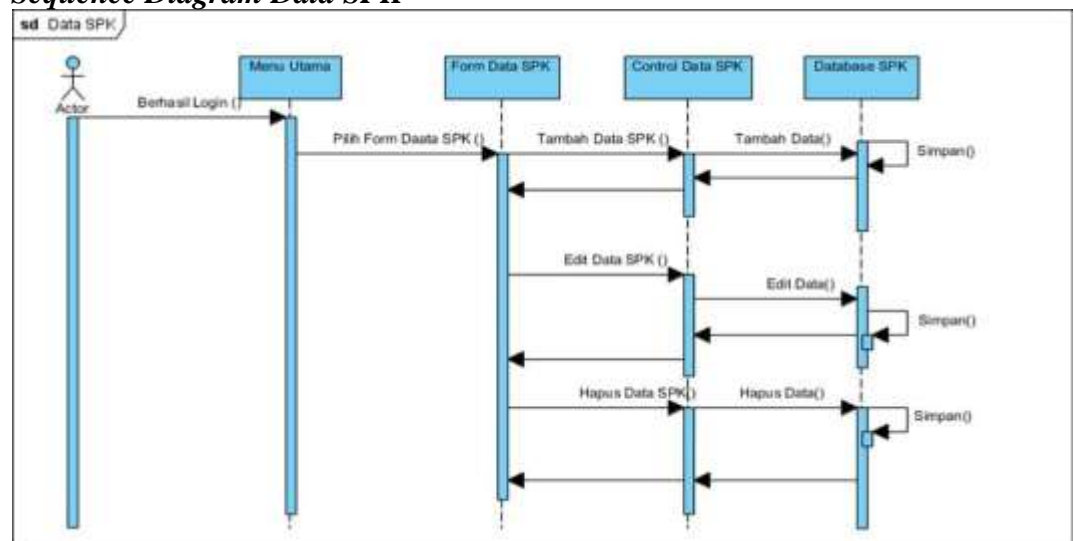 Sequence Diagram Data SPK
sd Data SPK
Menu Utama
Form Data SPK
Control Data SPK
Database SPK
Actor
Berhasil Login ()
Pilih Form Daata SPK ()
Tambah Data SPK ()
Tambah Data()
Simpan()
Edit Data SPK ()
Edit Data()
Simpan()
Hapus Data SPK()
Hapus Data()
Simpan()